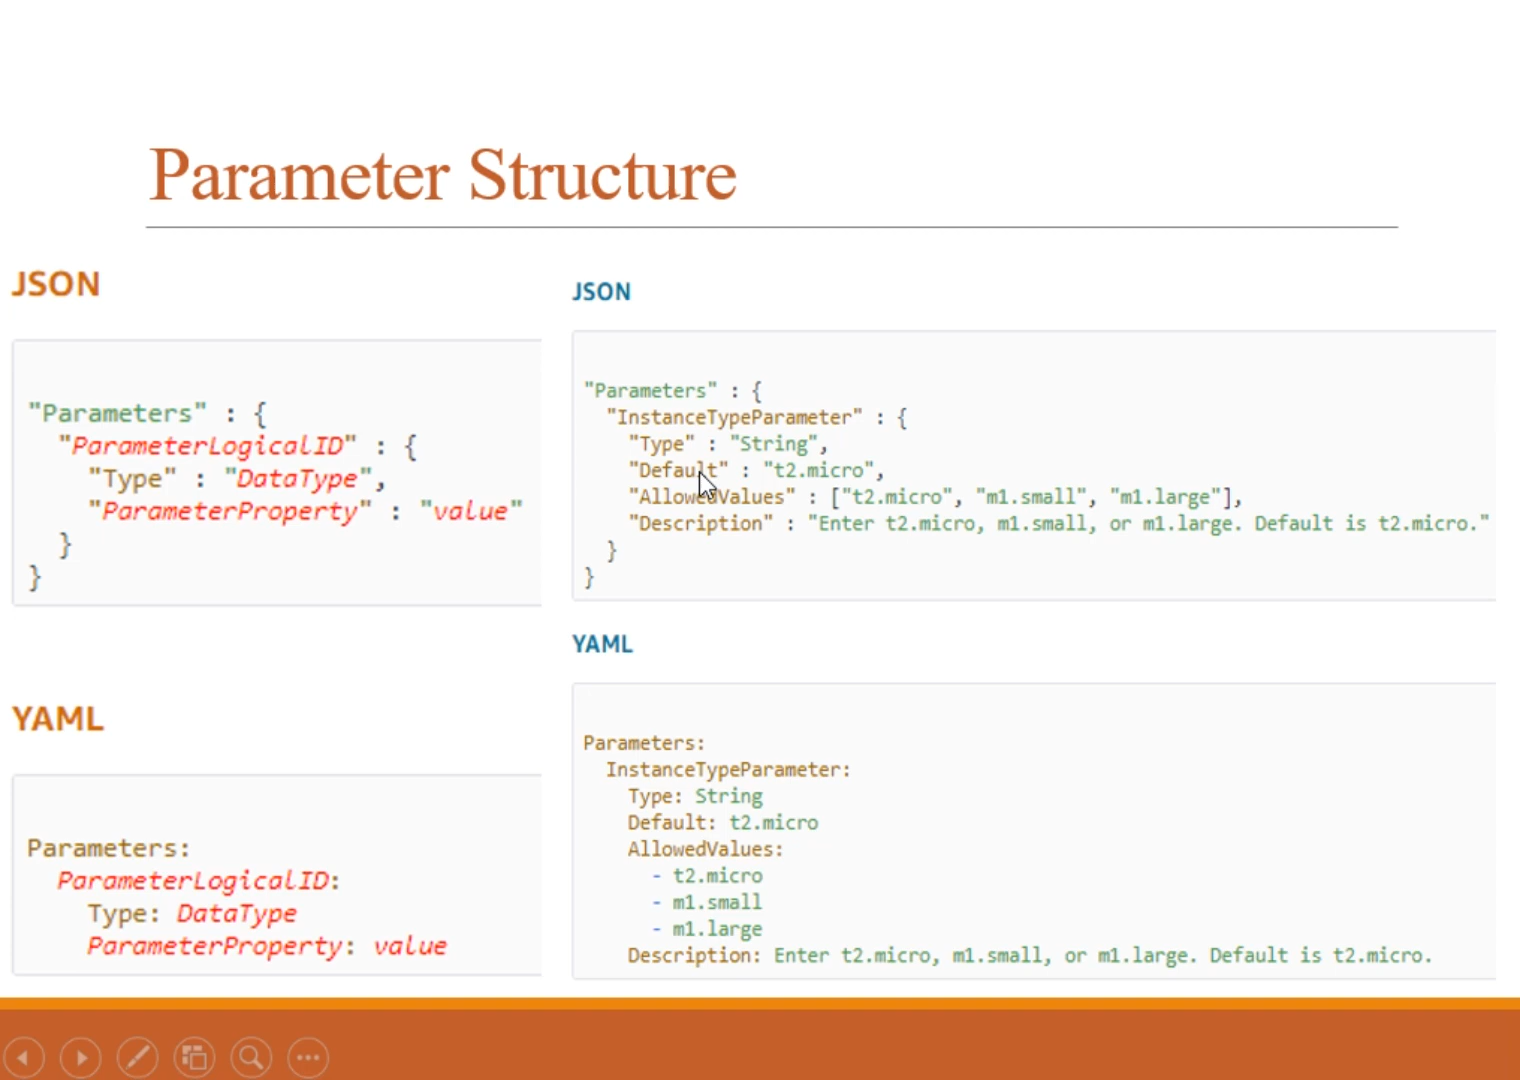 Parameter Structure
JSON
"Parameters" : {
"ParameterLogicalID" : {
"Type" : "DataType",
"ParameterProperty" : "value"
}
}
YAML
Parameters:
ParameterLogicalID:
Type: DataType
ParameterProperty: value
JSON
"Parameters" : {
"InstanceTypeParameter" : {
"Type" : "String",
"Default" : "t2.micro",
"AllowedValues" : ["t2.micro", "m1.small", "m1.large"],
"Description" : "Enter t2.micro, m1.small, or m1.large. Default is t2.micro."
}
}
YAML
Parameters:
InstanceTypeParameter:
Type: String
Default: t2.micro
AllowedValues:
- t2.micro
- m1.small
- m1.large
Description: Enter t2.micro, m1.small, or m1.large. Default is t2.micro.